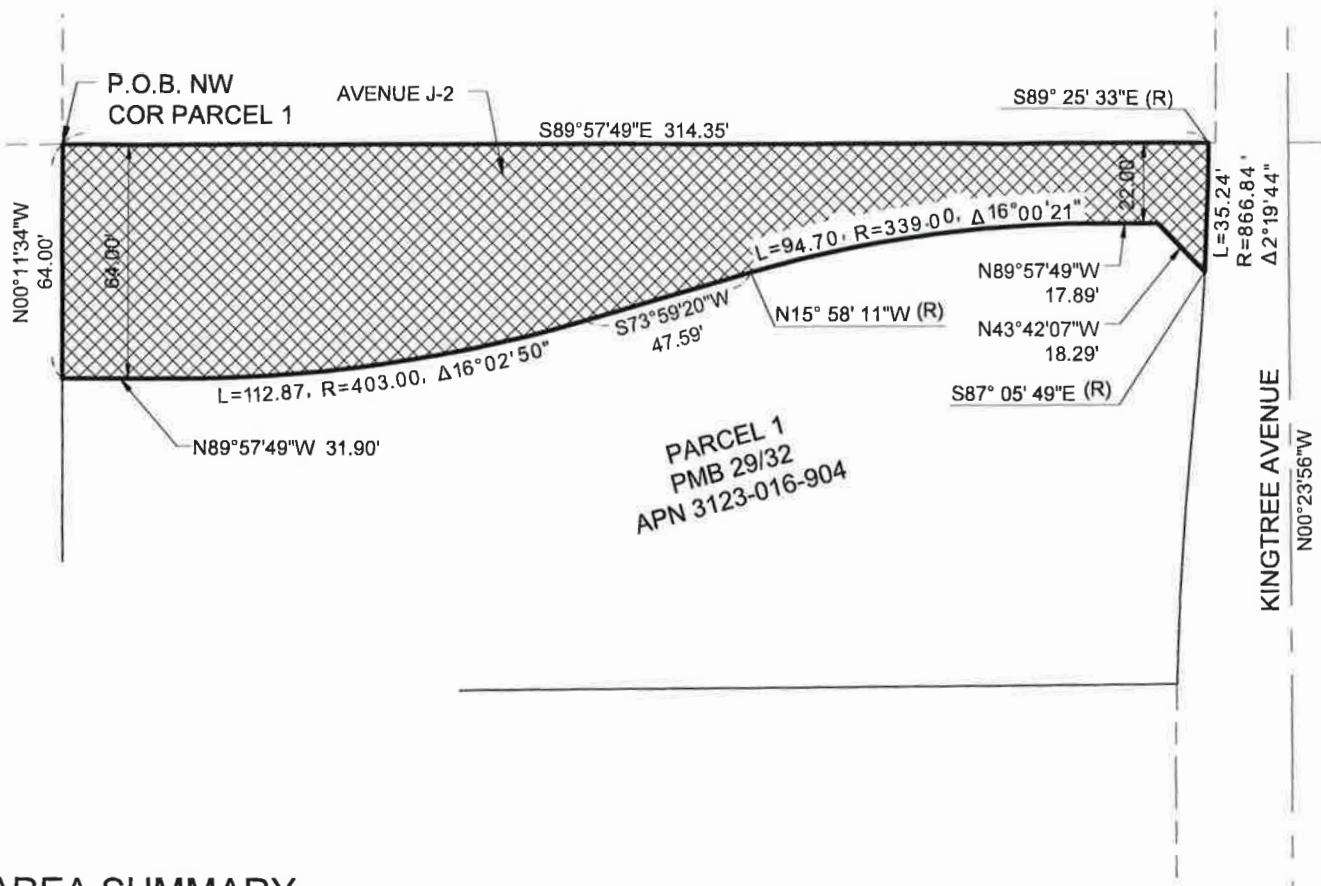 P.O.B. NW
COR PARCEL 1
AVENUE J-2
S89° 25' 33"E (R)
S89°57'49"E 314.35'
N00°11'34"W
64.00'
64.00'
22.00'
L=35.24'
R=866.84'
Δ2°19'44"
L=94.70, R=339.00, Δ16°00'21"
N89°57'49"W
17.89'
N15° 58' 11"W (R)
S73°59'20"W
47.59'
N43°42'07"W
18.29'
L=112.87, R=403.00, Δ16°02'50"
S87° 05' 49"E (R)
N89°57'49"W 31.90'
PARCEL 1
PMB 29/32
APN 3123-016-904
KINGTREE AVENUE
N00°23'56"W
AREA SUMMARY